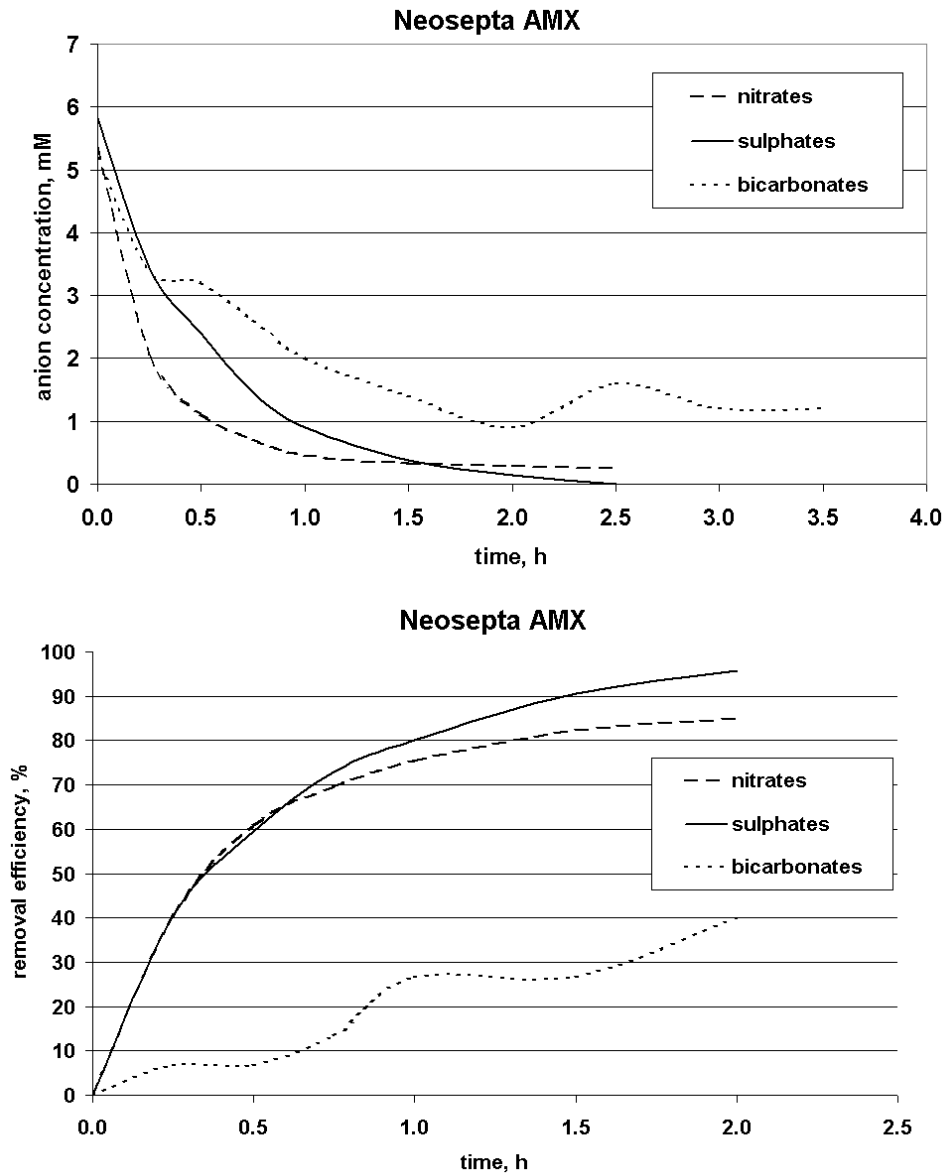 Neosepta AMX
7
6
5
4
3
2
1
0
anion concentration, mM
nitrates
sulphates
bicarbonates
0.0 0.5 1.0 1.5 2.0 2.5 3.0 3.5 4.0
time, h
Neosepta AMX
100
90
80
70
60
50
40
30
20
10
0
removal efficiency, %
nitrates
sulphates
bicarbonates
0.0 0.5 1.0 1.5 2.0 2.5
time, h